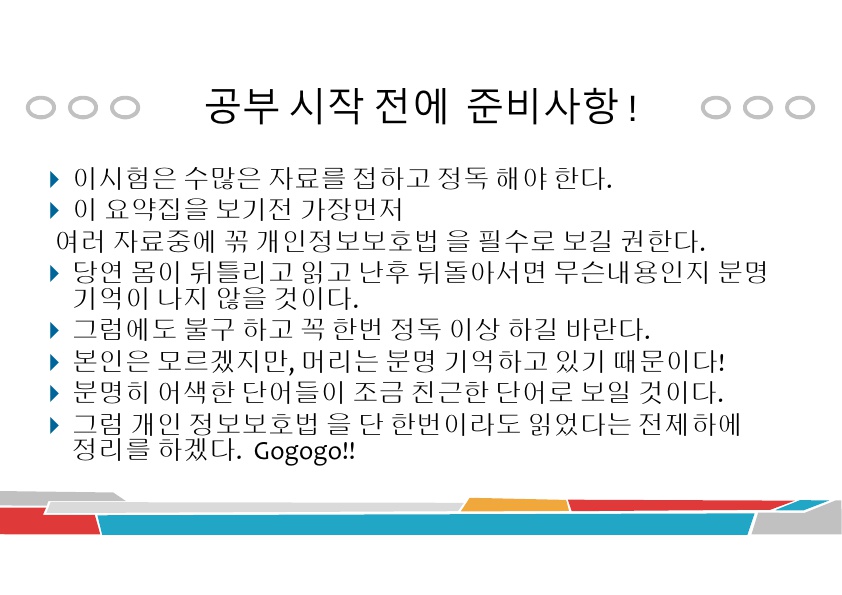 공부 시작 전에 준비사항 !
이시험은 수많은 자료를 접하고 정독 해야 한다.
이 요약집을 보기전 가장먼저
여러 자료중에 꼮 개인정보보호법 을 필수로 보길 권한다.
당연 몸이 뒤틀리고 읽고 난후 뒤돌아서면 무슨내용인지 분명
기억이 나지 않을 것이다.
그럼에도 불구 하고 꼭 한번 정독 이상 하길 바란다.
본인은 모르겠지만, 머리는 분명 기억하고 있기 때문이다!
분명히 어색한 단어들이 조금 친근한 단어로 보일 것이다.
그럼 개인 정보보호법 을 단 한번이라도 읽었다는 전제하에
정리를 하겠다. Gogogo!!